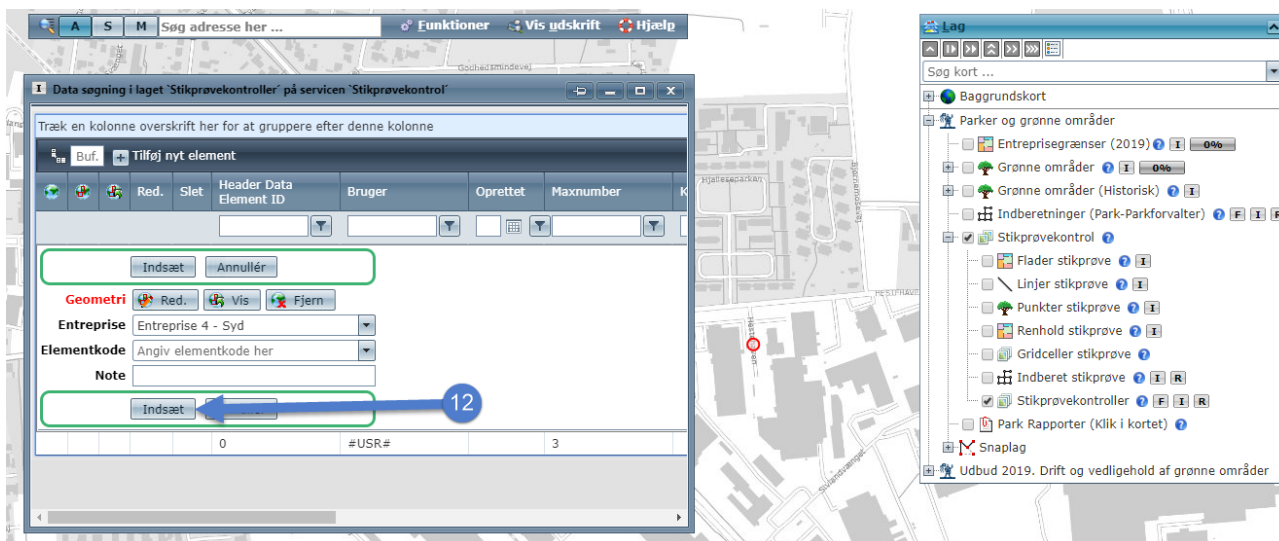 A S M Søg adresse her ... Funktioner Vis udskrift Hjælp
Godhedsmindevej
Data søgning i laget `Stikprøvekontroller´ på servicen `Stikprøvekontrol´
Træk en kolonne overskrift her for at gruppere efter denne kolonne
Buf. Tilføj nyt element
Red. Slet Header Data Element ID Bruger Oprettet Maxnumber K
Indsæt Annullér
Geometri Red. Vis Fjern
Entreprise Entreprise 4 - Syd
Elementkode Angiv elementkode her
Note
Indsæt
12
0 #USR# 3
Hjalleseparken
Sivlandvænget
Lag
Søg kort ...
Baggrundskort
Parker og grønne områder
Entreprisegrænser (2019) ? I 0%
Grønne områder ? I 0%
Grønne områder (Historisk) ? I
Indberetninger (Park-Parkforvalter) ? F I R
Stikprøvekontrol ?
Flader stikprøve ? I
Linjer stikprøve ? I
Punkter stikprøve ? I
Renhold stikprøve ? I
Gridceller stikprøve ?
Indberet stikprøve ? I R
Stikprøvekontroller ? F I R
Park Rapporter (Klik i kortet) ?
Snaplag
Udbud 2019. Drift og vedligehold af grønne områder